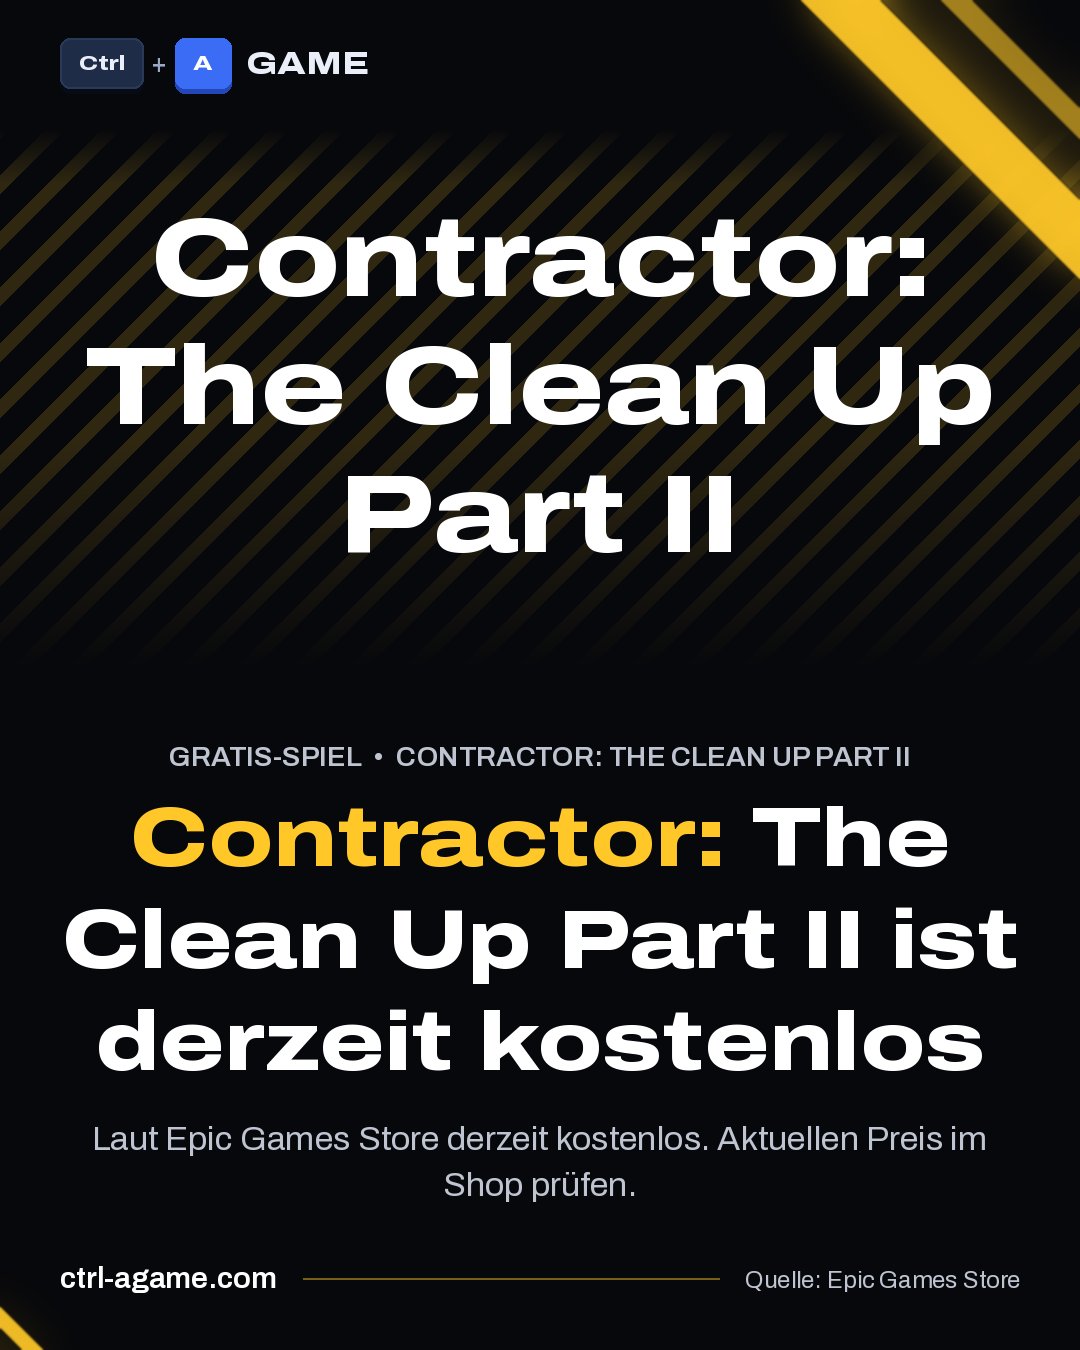 Ctrl + A GAME
Contractor:
The Clean Up
Part II
GRATIS-SPIEL • CONTRACTOR: THE CLEAN UP PART II
Contractor: The
Clean Up Part II ist
derzeit kostenlos
Laut Epic Games Store derzeit kostenlos. Aktuellen Preis im
Shop prüfen.
ctrl-agame.com
Quelle: Epic Games Store